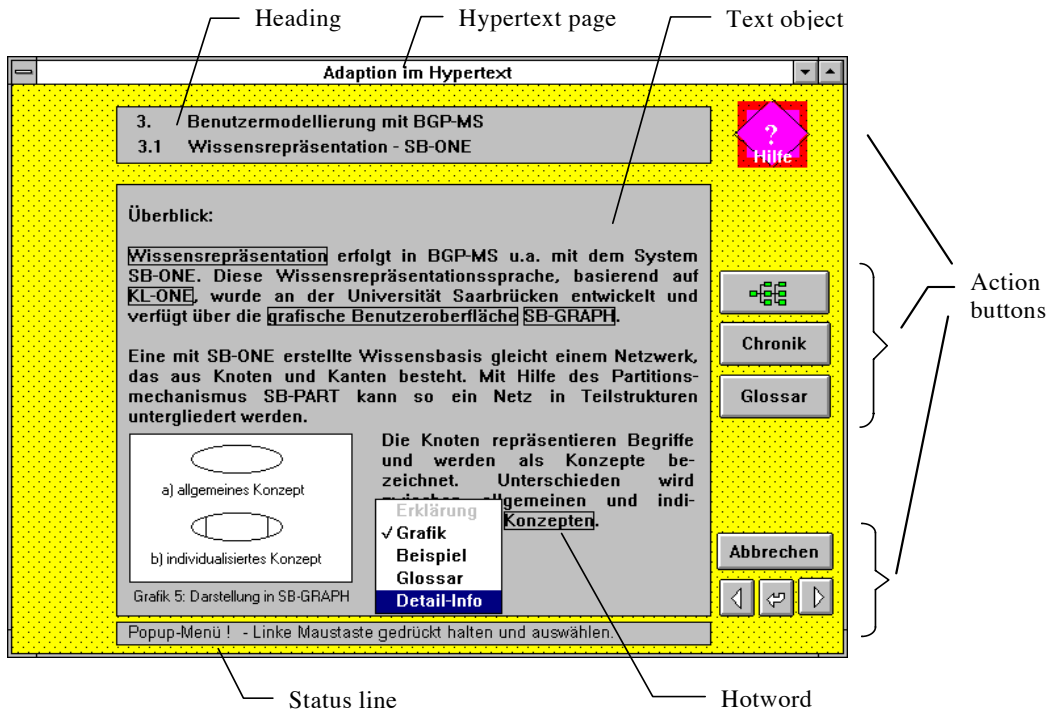 Heading
Hypertext page
Text object
Adaption im Hypertext
3. Benutzermodellierung mit BGP-MS
3.1 Wissensrepräsentation - SB-ONE
?
Hilfe
Überblick:
Wissensrepräsentation erfolgt in BGP-MS u.a. mit dem System
SB-ONE. Diese Wissensrepräsentationssprache, basierend auf
KL-ONE, wurde an der Universität Saarbrücken entwickelt und
verfügt über die grafische Benutzeroberfläche SB-GRAPH.
Eine mit SB-ONE erstellte Wissensbasis gleicht einem Netzwerk,
das aus Knoten und Kanten besteht. Mit Hilfe des Partitions-
mechanismus SB-PART kann so ein Netz in Teilstrukturen
untergliedert werden.
a) allgemeines Konzept
b) individualisiertes Konzept
Grafik 5: Darstellung in SB-GRAPH
Die Knoten repräsentieren Begriffe
und werden als Konzepte be-
zeichnet. Unterschieden wird
zwischen allgemeinen und indi-
Konzepten.
Erklärung
✓ Grafik
Beispiel
Glossar
Detail-Info
Chronik
Glossar
Abbrechen
Action
buttons
Popup-Menü ! - Linke Maustaste gedrückt halten und auswählen.
Status line
Hotword